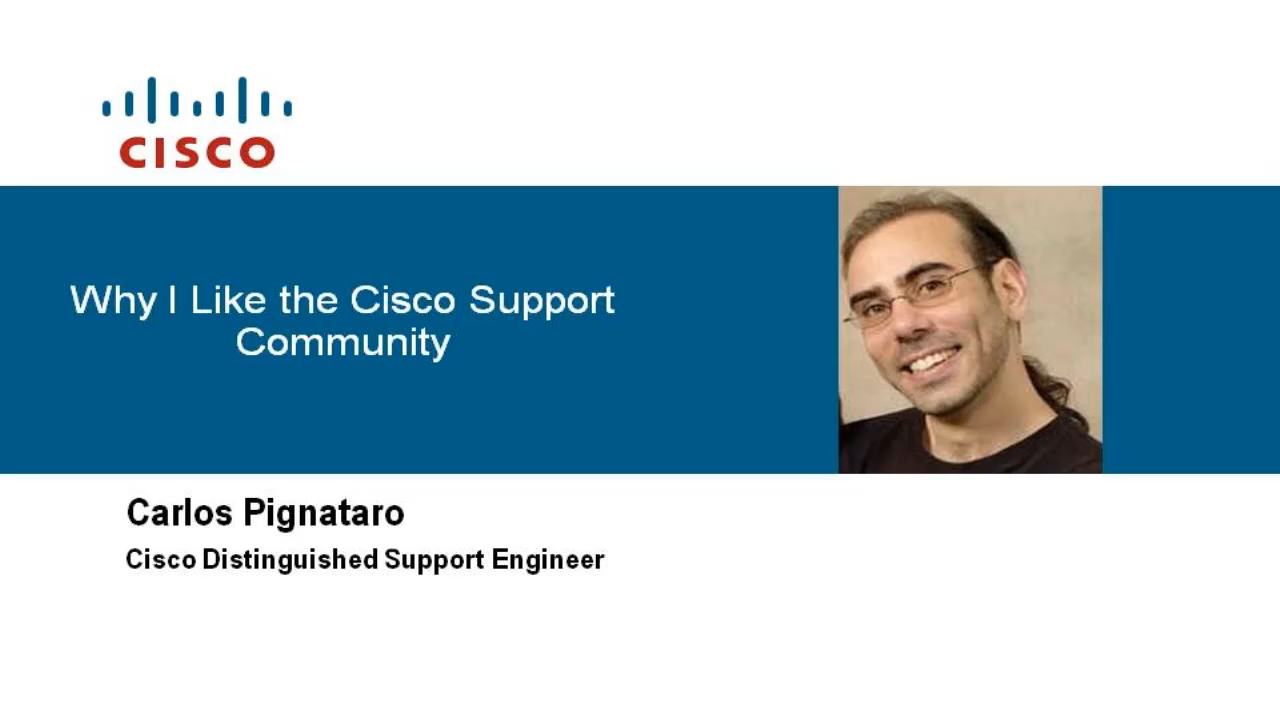 CISCO
Why I Like the Cisco Support
Community
Carlos Pignataro
Cisco Distinguished Support Engineer